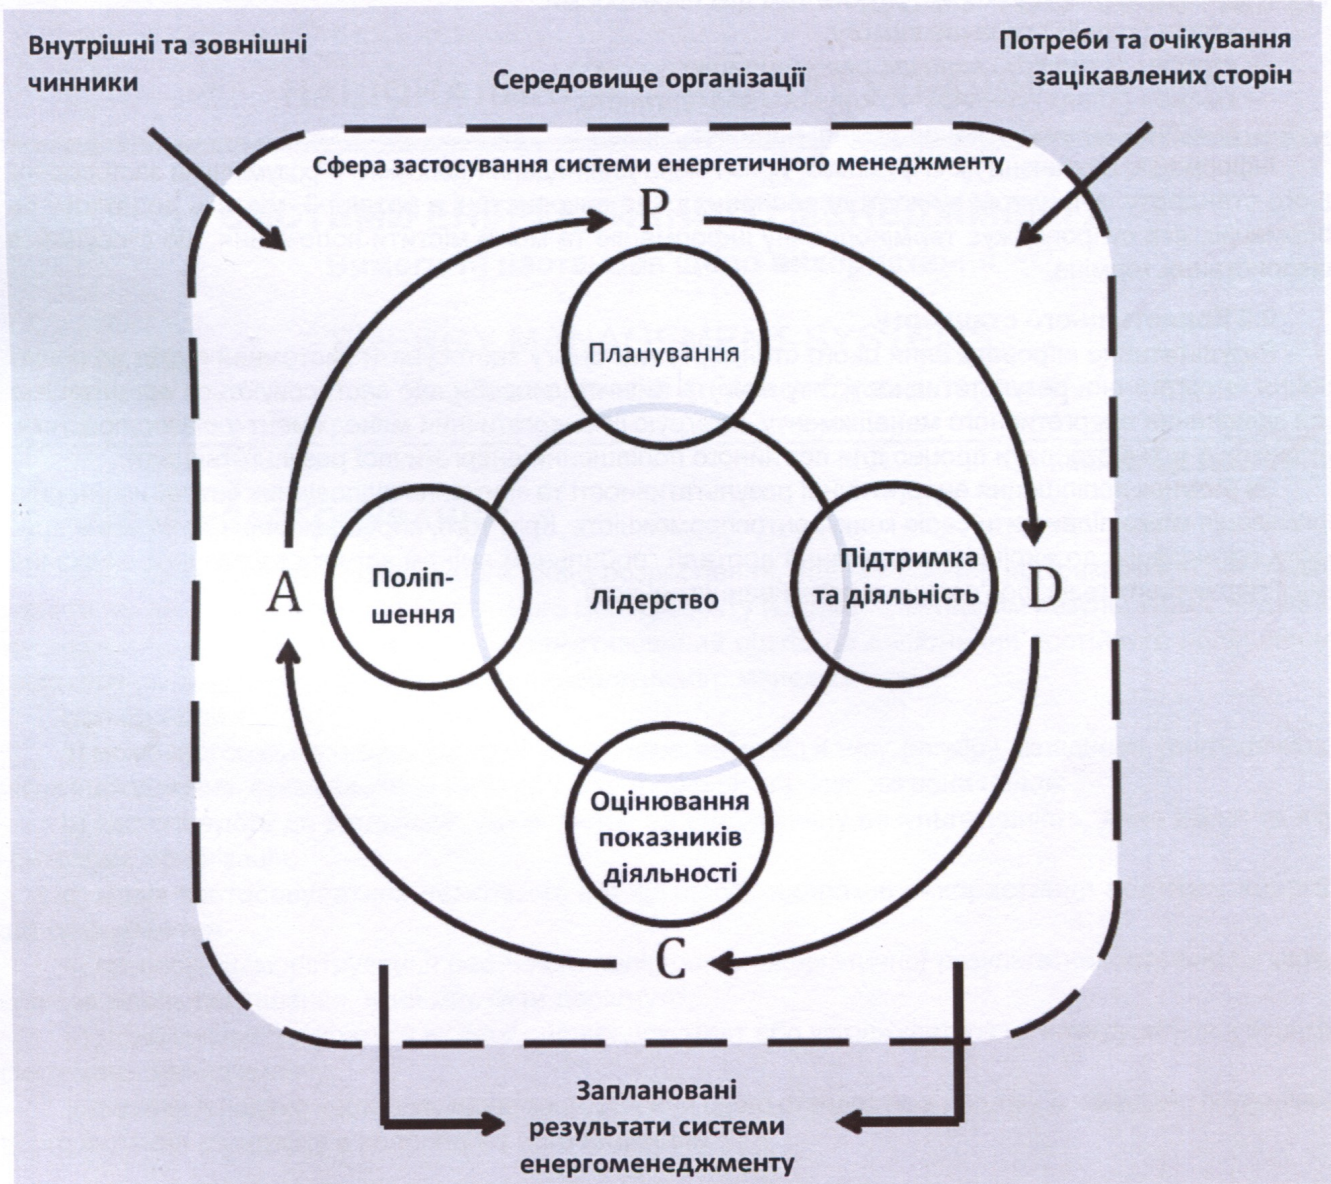 Внутрішні та зовнішні
чинники
Середовище організації
Потреби та очікування
зацікавлених сторін
Сфера застосування системи енергетичного менеджменту
P
Планування
A
Поліп-
шення
Лідерство
Підтримка
та діяльність
D
Оцінювання
показників
діяльності
C
Заплановані
результати системи
енергоменеджменту